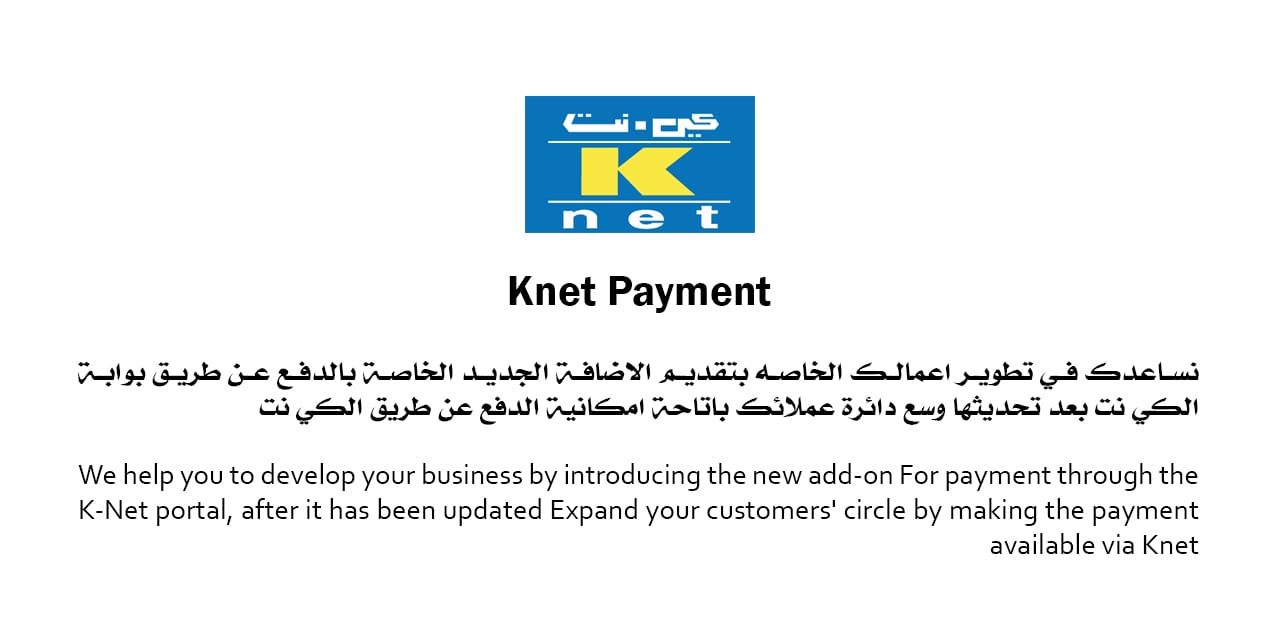 كي.نت
K
net
Knet Payment
نساعدك في تطوير اعمالك الخاصه بتقديم الاضافة الجديد الخاصة بالدفع عن طريق بوابة
الكي نت بعد تحديثها وسع دائرة عملائك باتاحة امكانية الدفع عن طريق الكي نت
We help you to develop your business by introducing the new add-on For payment through the
K-Net portal, after it has been updated Expand your customers' circle by making the payment
available via Knet